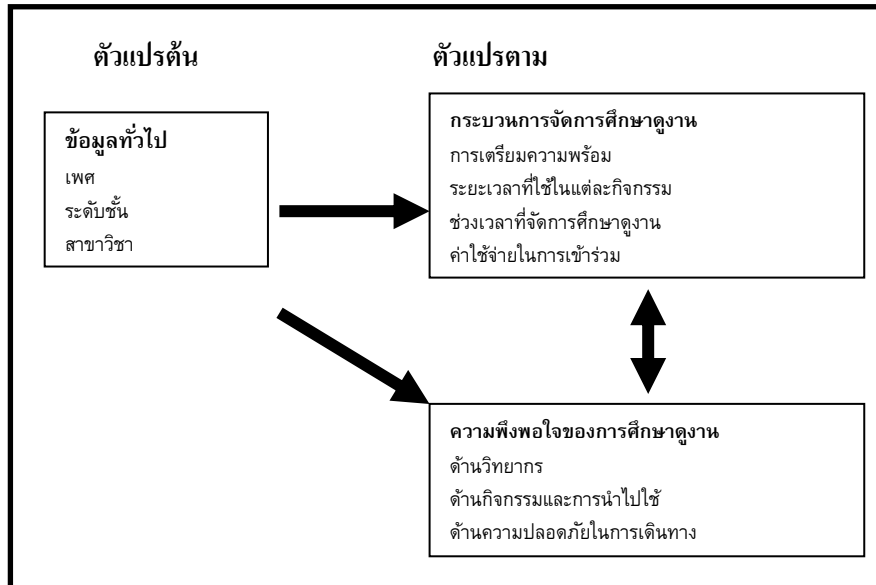 ตัวแปรต้น
ตัวแปรตาม
ข้อมูลทั่วไป
เพศ
ระดับชั้น
สาขาวิชา
กระบวนการจัดการศึกษาดูงาน
การเตรียมความพร้อม
ระยะเวลาที่ใช้ในแต่ละกิจกรรม
ช่วงเวลาที่จัดการศึกษาดูงาน
ค่าใช้จ่ายในการเข้าร่วม
ความพึงพอใจของการศึกษาดูงาน
ด้านวิทยากร
ด้านกิจกรรมและการนำไปใช้
ด้านความปลอดภัยในการเดินทาง